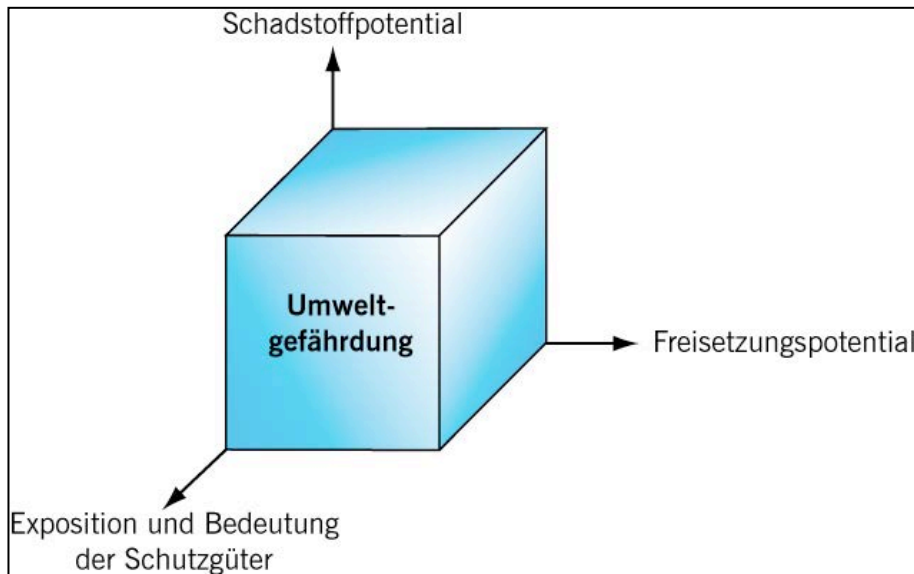 Schadstoffpotential
Umwelt-
gefährdung
Freisetzungspotential
Exposition und Bedeutung
der Schutzgüter